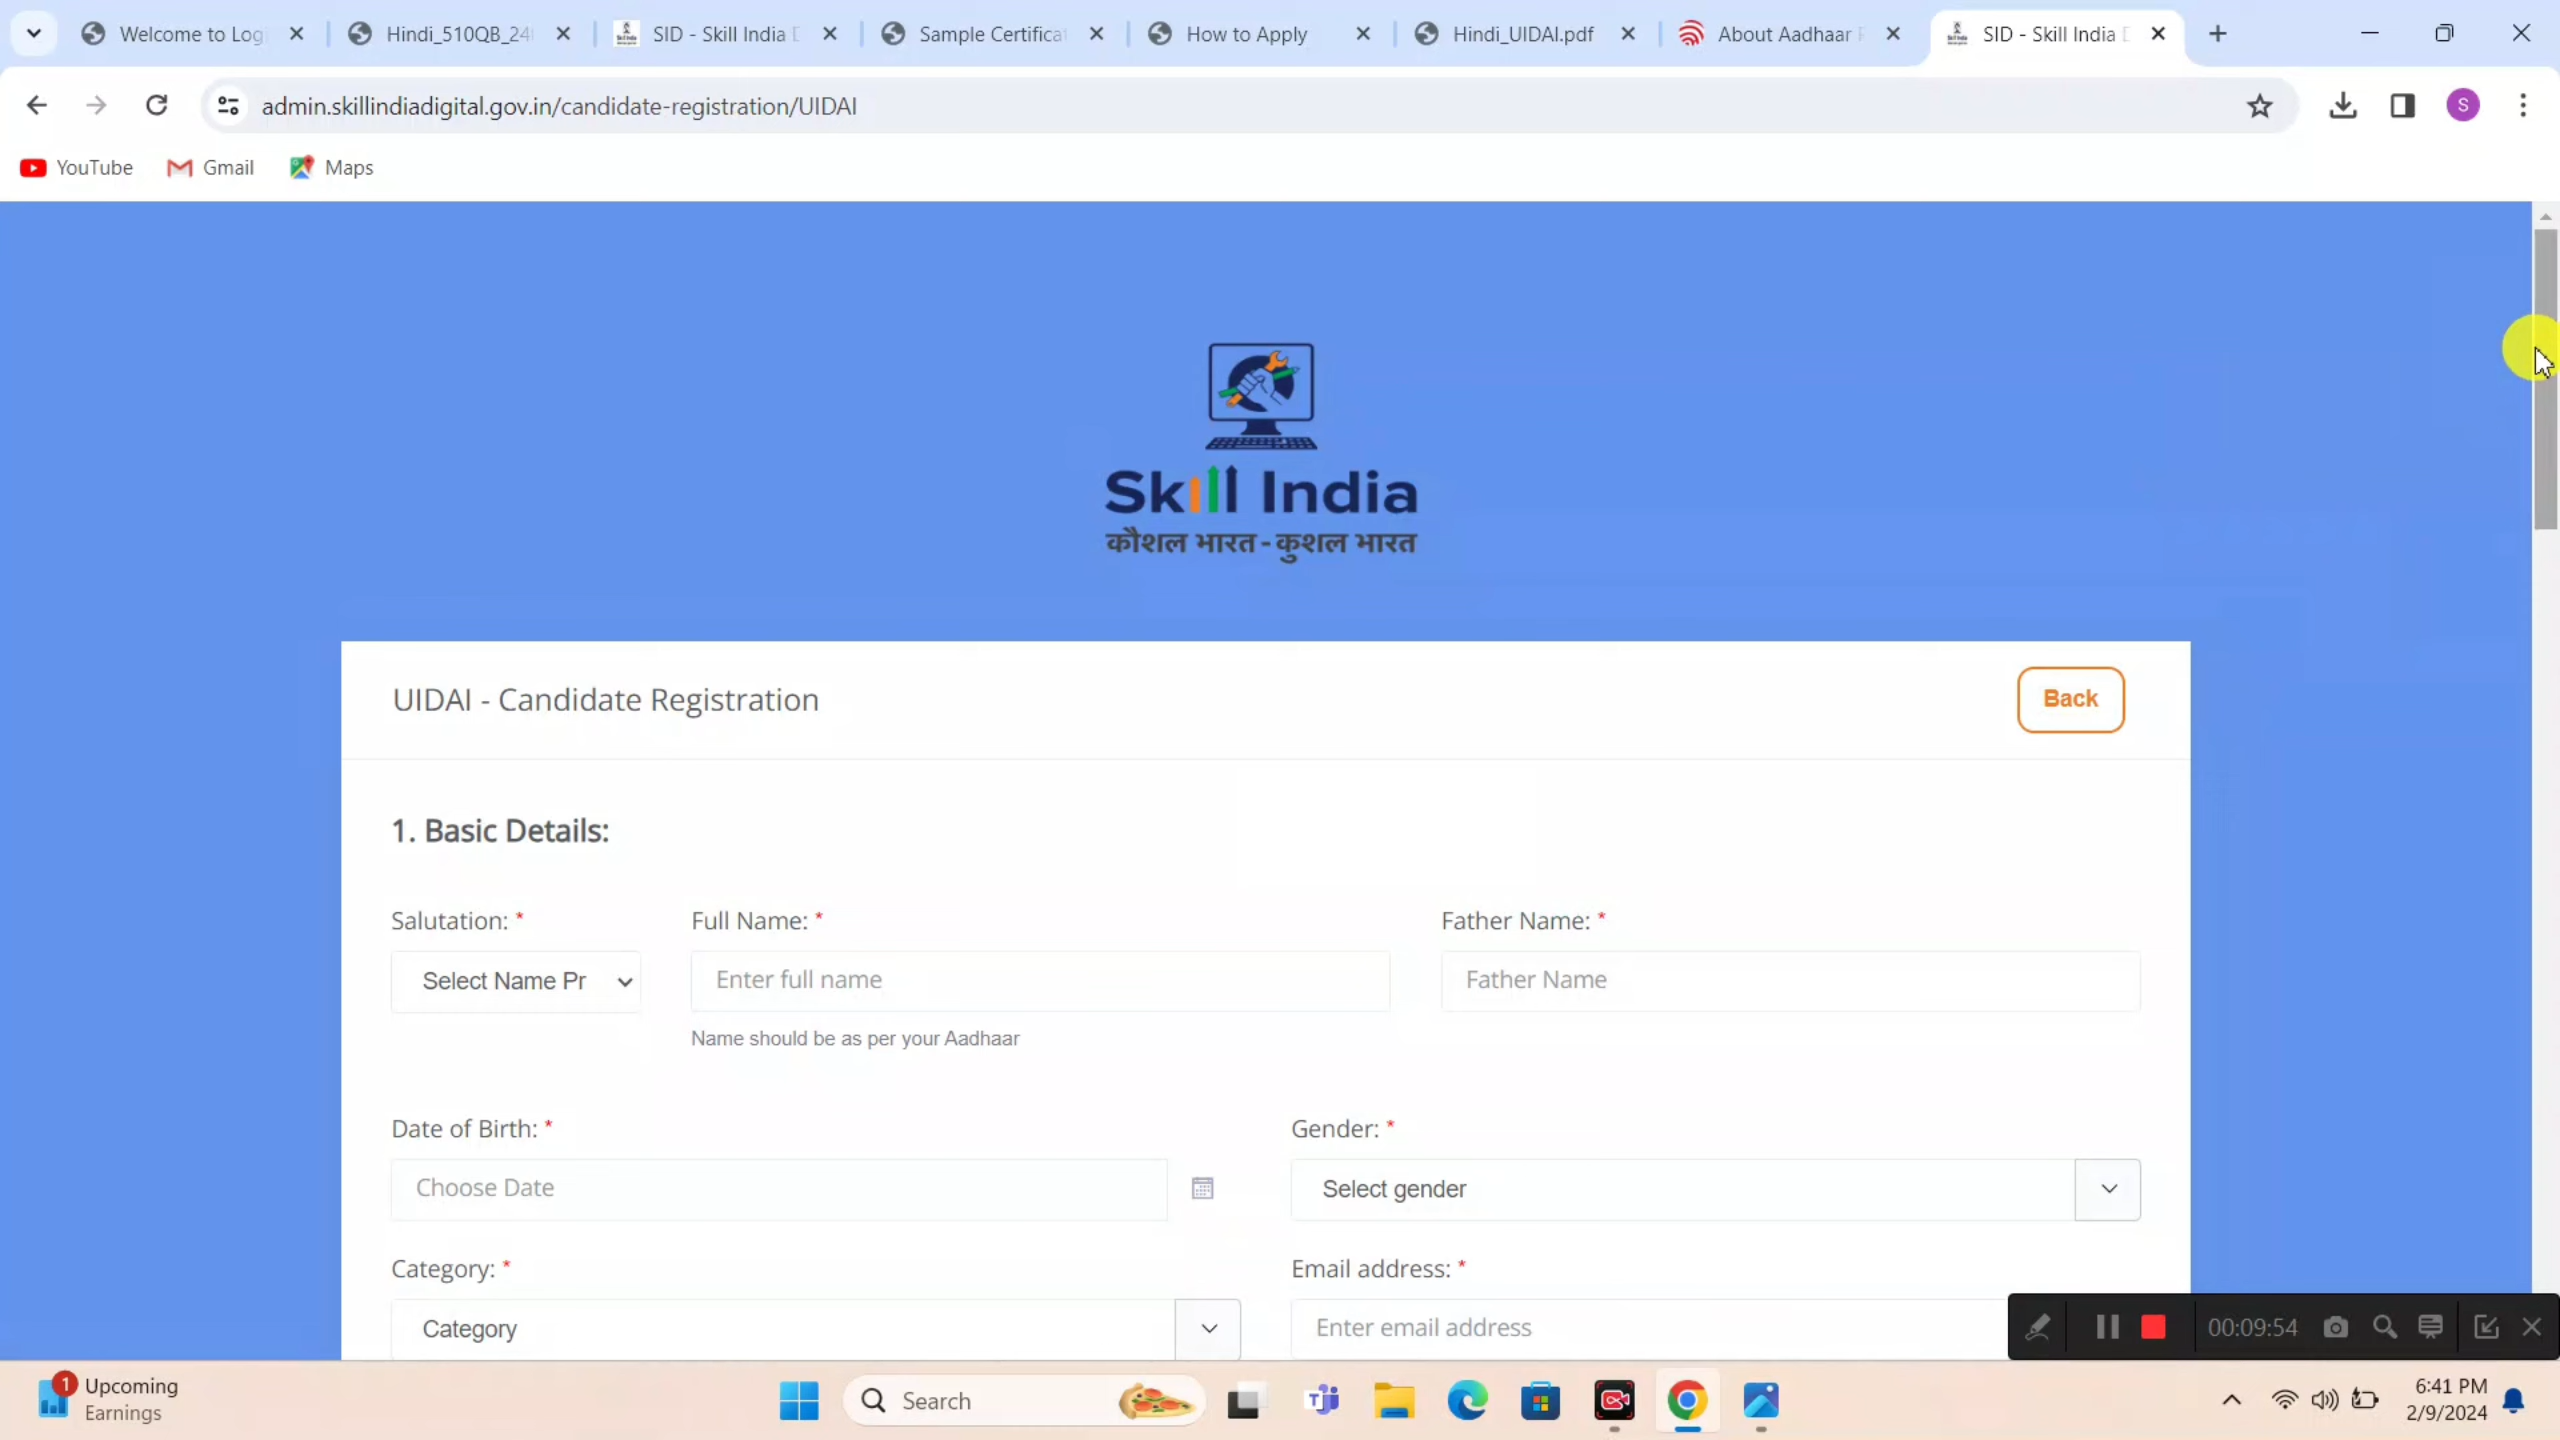 Welcome to Log
Hindi_510QB_24
SID - Skill India
Sample Certifica
How to Apply
Hindi_UIDAI.pdf
About Aadhaar
SID - Skill India
admin.skillindiadigital.gov.in/candidate-registration/UIDAI
S
YouTube
Gmail
Maps
Skill India
कौशल भारत - कुशल भारत
UIDAI - Candidate Registration
Back
1. Basic Details:
Salutation: *
Full Name: *
Father Name: *
Select Name Pr
Enter full name
Father Name
Name should be as per your Aadhaar
Date of Birth: *
Gender: *
Choose Date
Select gender
Category: *
Email address: *
Category
Enter email address
00:09:54
1
Upcoming
Earnings
Search
6:41 PM
2/9/2024